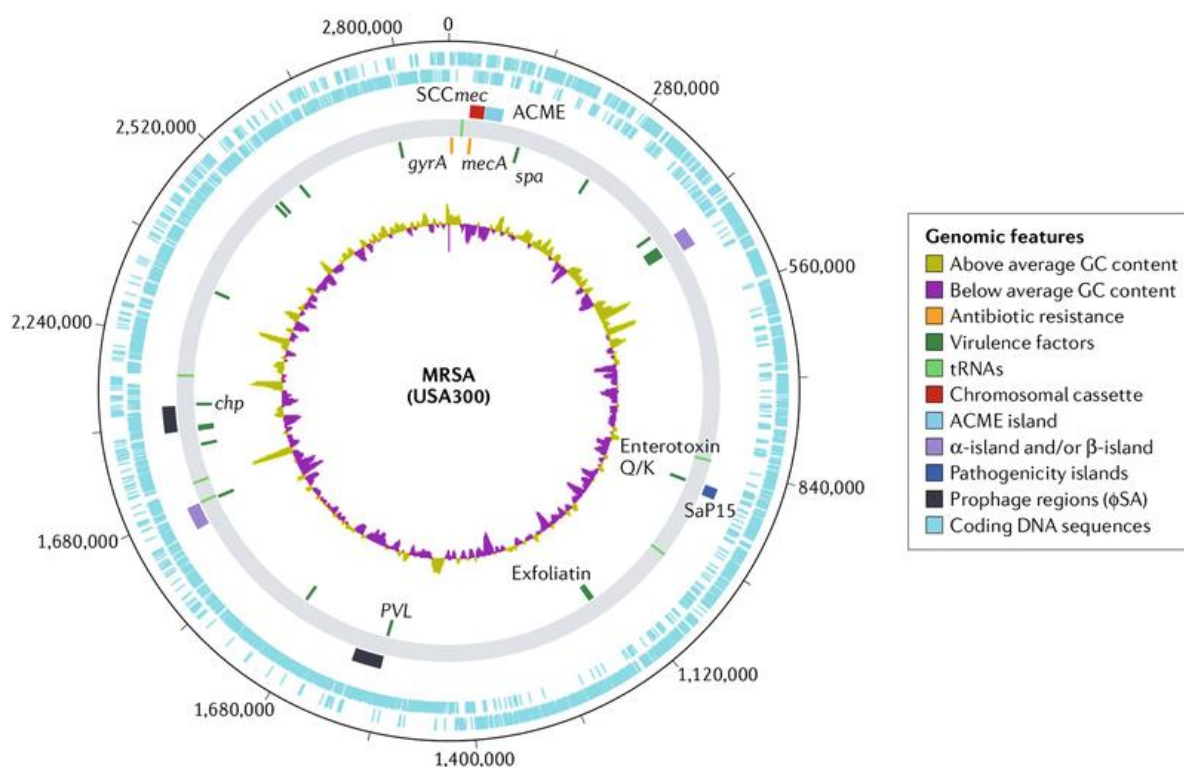 0
2,800,000
280,000
SCCmec
ACME
2,520,000
gyrA
mecA
spa
560,000
2,240,000
MRSA
(USA300)
chp
Enterotoxin
Q/K
840,000
SaP15
1,680,000
Exfoliatin
PVL
1,120,000
1,680,000
1,400,000
Genomic features
Above average GC content
Below average GC content
Antibiotic resistance
Virulence factors
tRNAs
Chromosomal cassette
ACME island
α-island and/or β-island
Pathogenicity islands
Prophage regions (ϕSA)
Coding DNA sequences